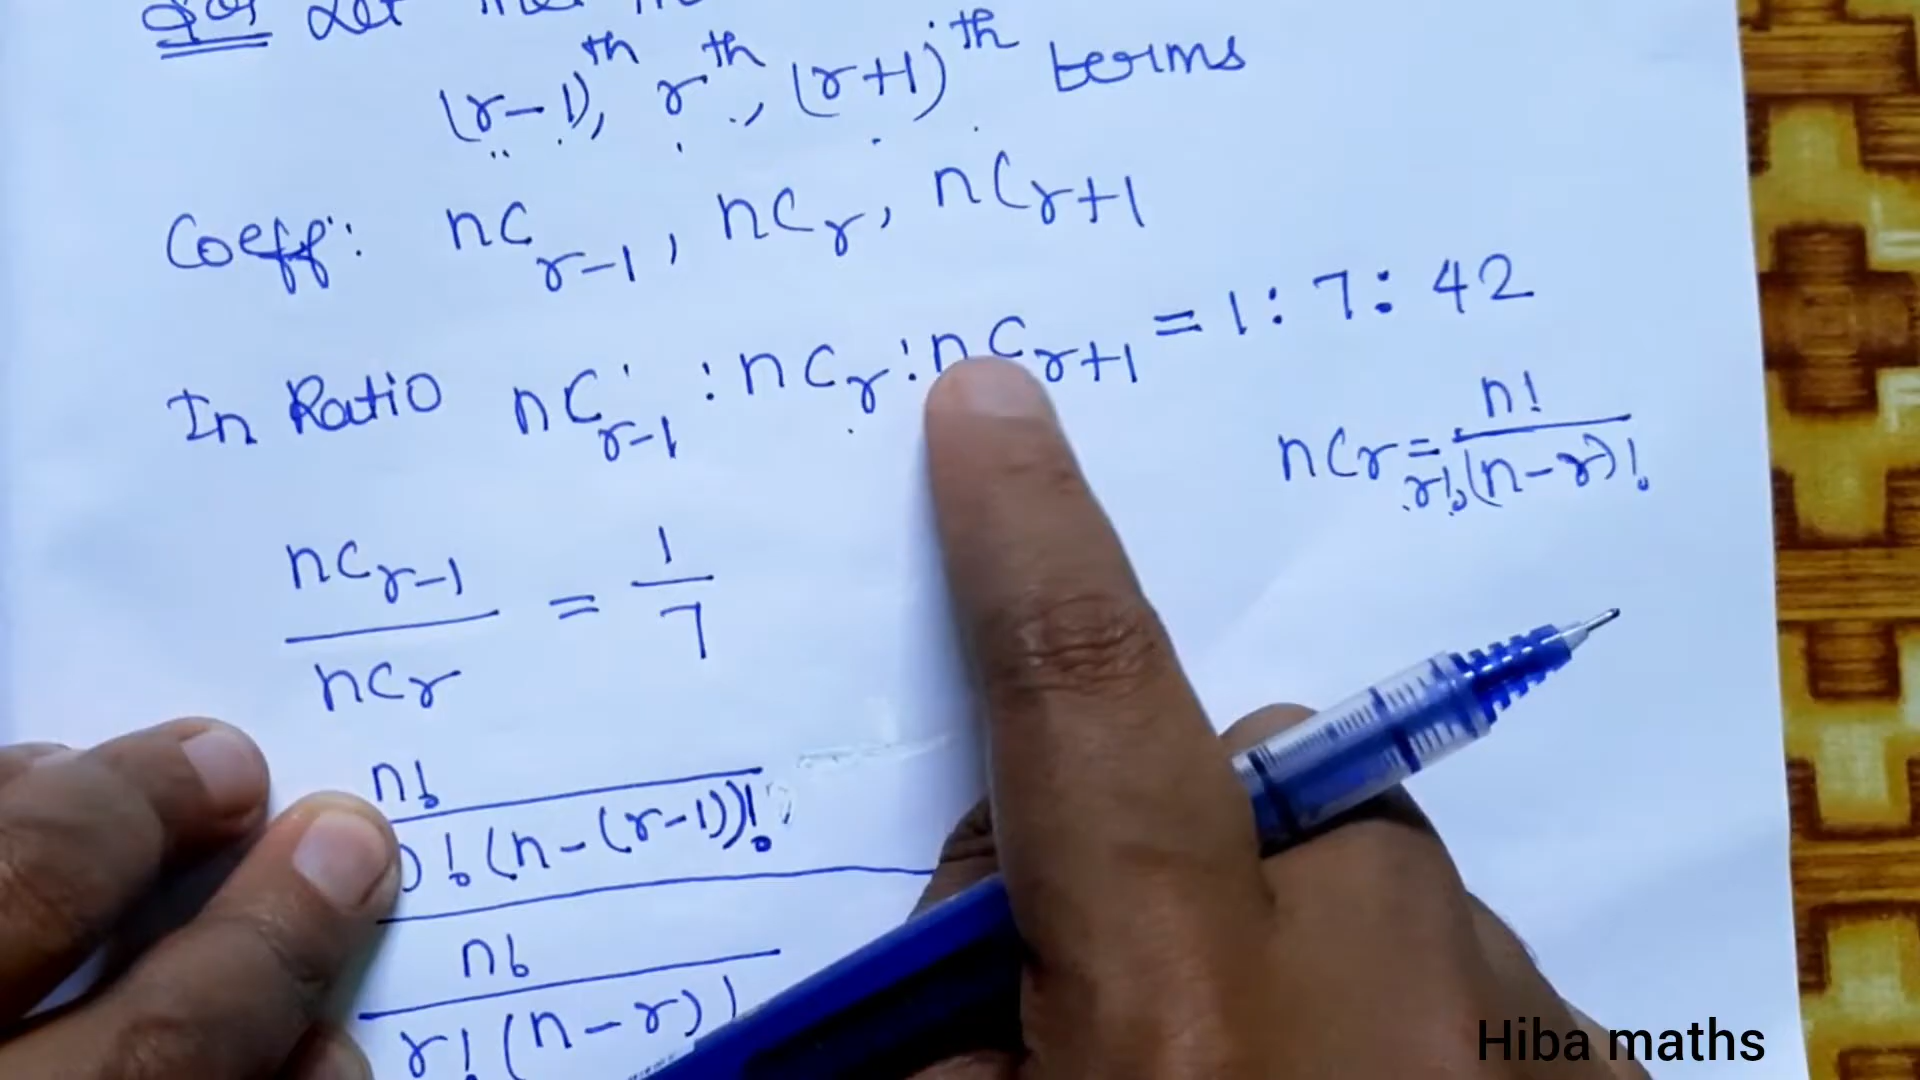 Let
(r-1)th, rth, (r+1)th terms
Coeff: nCr-1, nCr, nCr+1
In Ratio nCr-1 : nCr : nCr+1 = 1 : 7 : 42
nCr = n! / r!(n-r)!
nCr-1 / nCr = 1/7
n!
)!(n-(r-1))!
n!
r!(n-r)!
Hiba maths